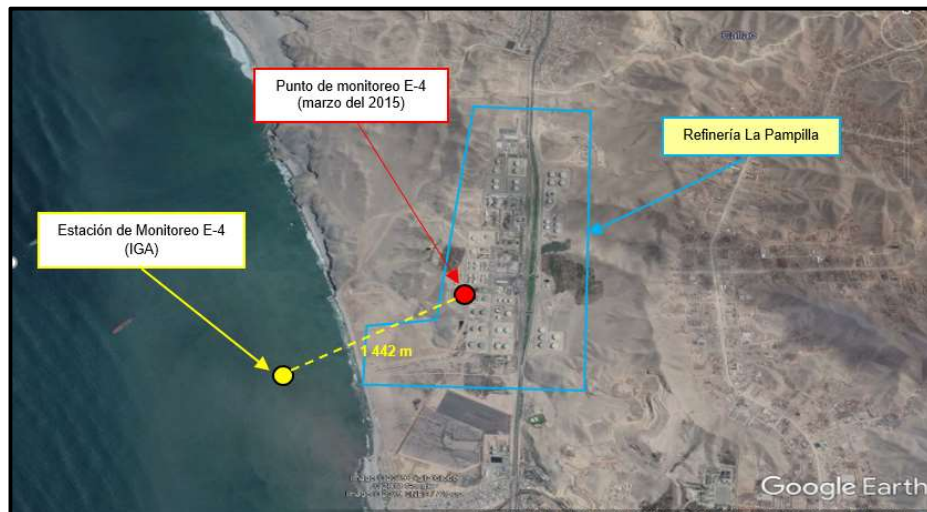 Punto de monitoreo E-4
(marzo del 2015)
Refinería La Pampilla
Estación de Monitoreo E-4
(IGA)
1 442 m
Google Earth